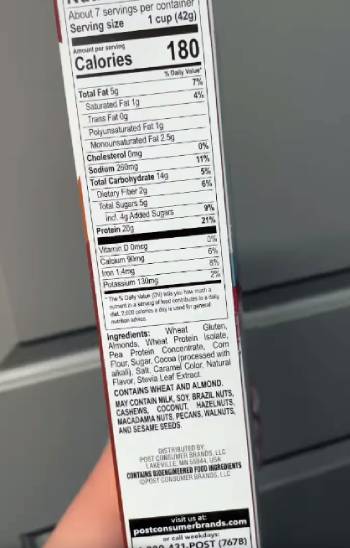 About 7 servings per container
Serving size 1 cup (42g)
Amount per serving
Calories 180
% Daily Value*
Total Fat 5g 7%
Saturated Fat 1g 4%
Trans Fat 0g
Polyunsaturated Fat 1g
Monounsaturated Fat 2.5g
Cholesterol 0mg 0%
Sodium 260mg 11%
Total Carbohydrate 14g 5%
Dietary Fiber 2g 6%
Total Sugars 5g
Incl. 4g Added Sugars 9%
Protein 20g 21%
Vitamin D 0mcg 0%
Calcium 90mg 6%
Iron 1.4mg 8%
Potassium 130mg 2%
*The % Daily Value (DV) tells you how much a
nutrient in a serving of food contributes to a daily
diet. 2,000 calories a day is used for general
nutrition advice.
Ingredients: Wheat Gluten,
Almonds, Wheat Protein Isolate,
Pea Protein Concentrate, Corn
Flour, Sugar, Cocoa (processed with
alkali), Salt, Caramel Color, Natural
Flavor, Stevia Leaf Extract.
CONTAINS WHEAT AND ALMOND.
MAY CONTAIN MILK, SOY, BRAZIL NUTS,
CASHEWS, COCONUT, HAZELNUTS,
MACADAMIA NUTS, PECANS, WALNUTS,
AND SESAME SEEDS.
DISTRIBUTED BY:
POST CONSUMER BRANDS, LLC
LAKEVILLE, MN 55044, USA
CONTAINS BIOENGINEERED FOOD INGREDIENTS
©POST CONSUMER BRANDS, LLC
visit us at:
postconsumerbrands.com
or call weekdays:
431-POST (7678)